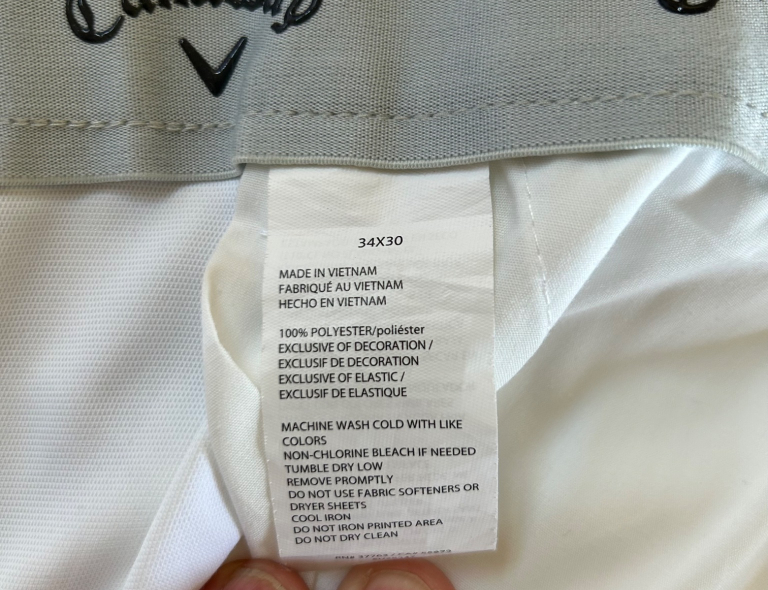 34X30
MADE IN VIETNAM
FABRIQUÉ AU VIETNAM
HECHO EN VIETNAM
100% POLYESTER/poliéster
EXCLUSIVE OF DECORATION /
EXCLUSIF DE DECORATION
EXCLUSIVE OF ELASTIC /
EXCLUSIF DE ELASTIQUE
MACHINE WASH COLD WITH LIKE
COLORS
NON-CHLORINE BLEACH IF NEEDED
TUMBLE DRY LOW
REMOVE PROMPTLY
DO NOT USE FABRIC SOFTENERS OR
DRYER SHEETS
COOL IRON
DO NOT IRON PRINTED AREA
DO NOT DRY CLEAN